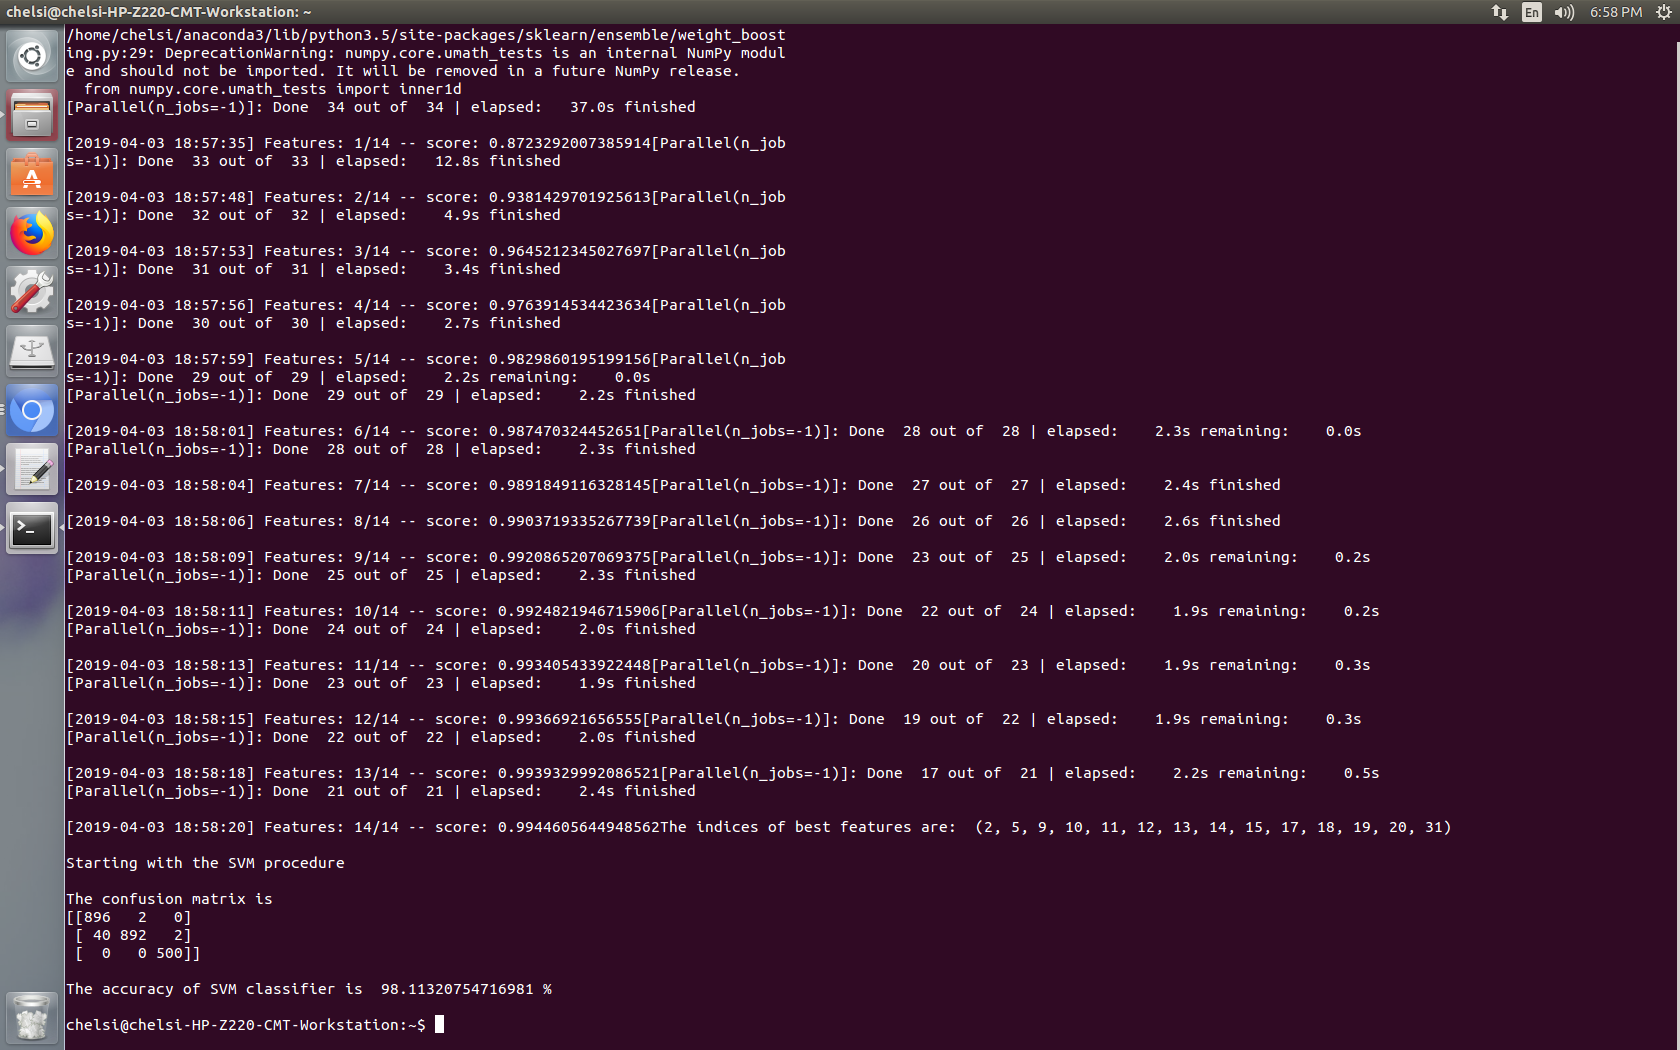 chelsi@chelsi-HP-Z220-CMT-Workstation: ~
En
6:58 PM
/home/chelsi/anaconda3/lib/python3.5/site-packages/sklearn/ensemble/weight_boost
ing.py:29: DeprecationWarning: numpy.core.umath_tests is an internal NumPy modul
e and should not be imported. It will be removed in a future NumPy release.
  from numpy.core.umath_tests import inner1d
[Parallel(n_jobs=-1)]: Done  34 out of  34 | elapsed:   37.0s finished
[2019-04-03 18:57:35] Features: 1/14 -- score: 0.8723292007385914[Parallel(n_job
s=-1)]: Done  33 out of  33 | elapsed:   12.8s finished
[2019-04-03 18:57:48] Features: 2/14 -- score: 0.9381429701925613[Parallel(n_job
s=-1)]: Done  32 out of  32 | elapsed:    4.9s finished
[2019-04-03 18:57:53] Features: 3/14 -- score: 0.9645212345027697[Parallel(n_job
s=-1)]: Done  31 out of  31 | elapsed:    3.4s finished
[2019-04-03 18:57:56] Features: 4/14 -- score: 0.9763914534423634[Parallel(n_job
s=-1)]: Done  30 out of  30 | elapsed:    2.7s finished
[2019-04-03 18:57:59] Features: 5/14 -- score: 0.9829860195199156[Parallel(n_job
s=-1)]: Done  29 out of  29 | elapsed:    2.2s remaining:    0.0s
[Parallel(n_jobs=-1)]: Done  29 out of  29 | elapsed:    2.2s finished
[2019-04-03 18:58:01] Features: 6/14 -- score: 0.987470324452651[Parallel(n_jobs=-1)]: Done  28 out of  28 | elapsed:    2.3s remaining:    0.0s
[Parallel(n_jobs=-1)]: Done  28 out of  28 | elapsed:    2.3s finished
[2019-04-03 18:58:04] Features: 7/14 -- score: 0.9891849116328145[Parallel(n_jobs=-1)]: Done  27 out of  27 | elapsed:    2.4s finished
[2019-04-03 18:58:06] Features: 8/14 -- score: 0.9903719335267739[Parallel(n_jobs=-1)]: Done  26 out of  26 | elapsed:    2.6s finished
[2019-04-03 18:58:09] Features: 9/14 -- score: 0.9920865207069375[Parallel(n_jobs=-1)]: Done  23 out of  25 | elapsed:    2.0s remaining:    0.2s
[Parallel(n_jobs=-1)]: Done  25 out of  25 | elapsed:    2.3s finished
[2019-04-03 18:58:11] Features: 10/14 -- score: 0.9924821946715906[Parallel(n_jobs=-1)]: Done  22 out of  24 | elapsed:    1.9s remaining:    0.2s
[Parallel(n_jobs=-1)]: Done  24 out of  24 | elapsed:    2.0s finished
[2019-04-03 18:58:13] Features: 11/14 -- score: 0.993405433922448[Parallel(n_jobs=-1)]: Done  20 out of  23 | elapsed:    1.9s remaining:    0.3s
[Parallel(n_jobs=-1)]: Done  23 out of  23 | elapsed:    1.9s finished
[2019-04-03 18:58:15] Features: 12/14 -- score: 0.99366921656555[Parallel(n_jobs=-1)]: Done  19 out of  22 | elapsed:    1.9s remaining:    0.3s
[Parallel(n_jobs=-1)]: Done  22 out of  22 | elapsed:    2.0s finished
[2019-04-03 18:58:18] Features: 13/14 -- score: 0.9939329992086521[Parallel(n_jobs=-1)]: Done  17 out of  21 | elapsed:    2.2s remaining:    0.5s
[Parallel(n_jobs=-1)]: Done  21 out of  21 | elapsed:    2.4s finished
[2019-04-03 18:58:20] Features: 14/14 -- score: 0.9944605644948562The indices of best features are:  (2, 5, 9, 10, 11, 12, 13, 14, 15, 17, 18, 19, 20, 31)
Starting with the SVM procedure
The confusion matrix is
[[896   2   0]
 [ 40 892   2]
 [  0   0 500]]
The accuracy of SVM classifier is  98.11320754716981 %
chelsi@chelsi-HP-Z220-CMT-Workstation:~$